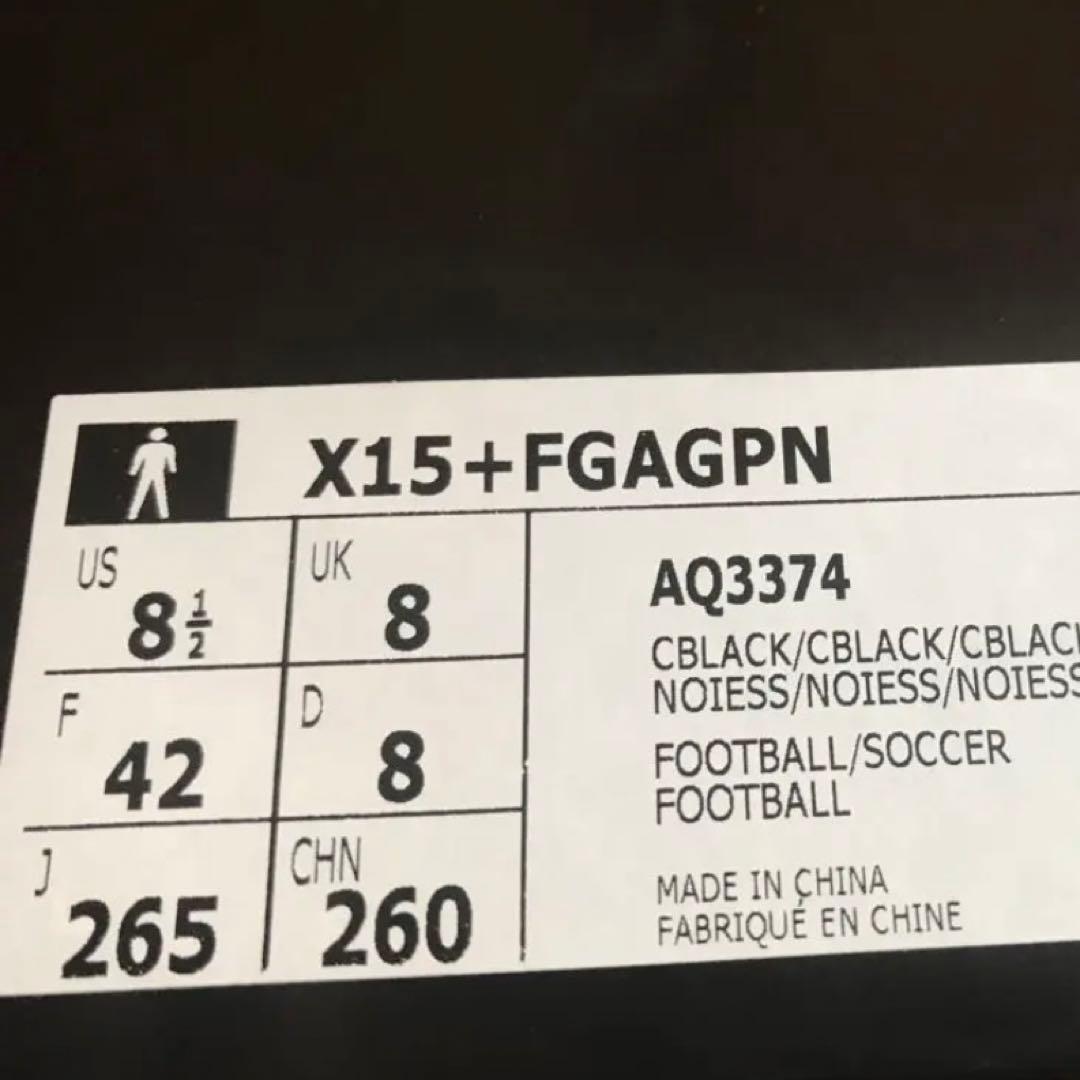 X15+FGAGPN
US 8½
UK 8
F 42
D 8
J 265
CHN 260
AQ3374
CBLACK/CBLACK/CBLACK
NOIESS/NOIESS/NOIESS
FOOTBALL/SOCCER
FOOTBALL
MADE IN CHINA
FABRIQUÉ EN CHINE